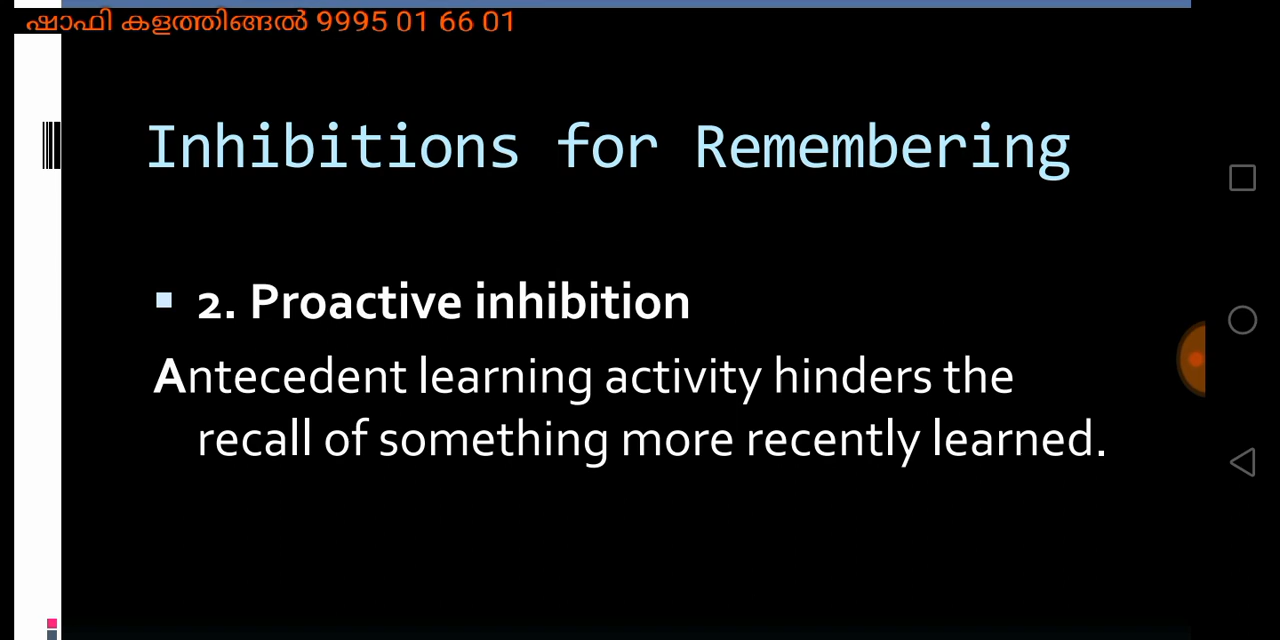 ഷാഫി കളത്തിങ്ങൽ 9995 01 66 01
Inhibitions for Remembering
2. Proactive inhibition
Antecedent learning activity hinders the
recall of something more recently learned.